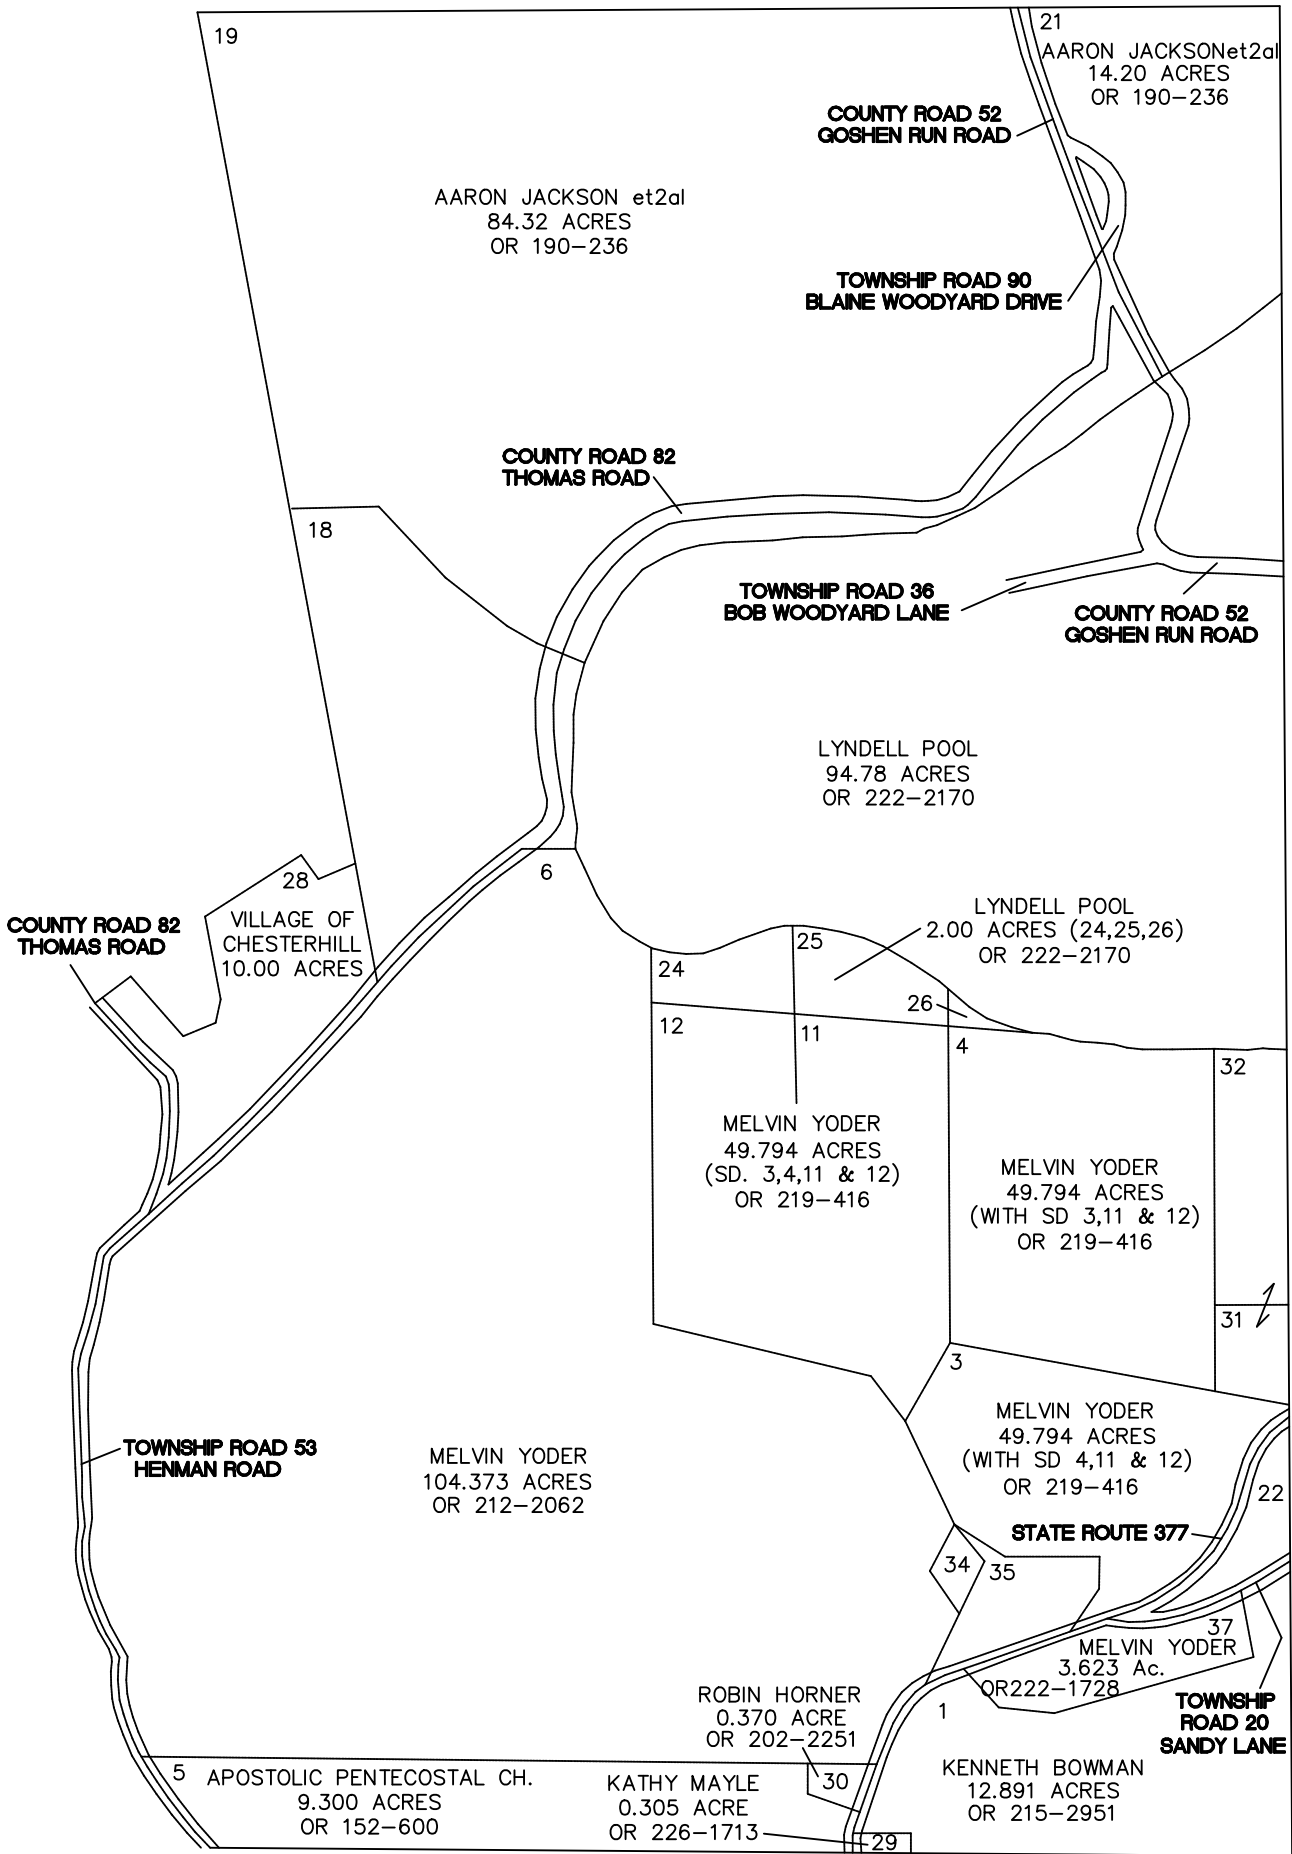 19
21
AARON JACKSONet2al
14.20 ACRES
OR 190-236
COUNTY ROAD 52
GOSHEN RUN ROAD
AARON JACKSON et2al
84.32 ACRES
OR 190-236
TOWNSHIP ROAD 90
BLAINE WOODYARD DRIVE
COUNTY ROAD 82
THOMAS ROAD
18
TOWNSHIP ROAD 36
BOB WOODYARD LANE
COUNTY ROAD 52
GOSHEN RUN ROAD
LYNDELL POOL
94.78 ACRES
OR 222-2170
6
28
VILLAGE OF
CHESTERHILL
10.00 ACRES
COUNTY ROAD 82
THOMAS ROAD
LYNDELL POOL
2.00 ACRES (24,25,26)
OR 222-2170
25
24
26
12
11
4
32
MELVIN YODER
49.794 ACRES
(SD. 3,4,11 & 12)
OR 219-416
MELVIN YODER
49.794 ACRES
(WITH SD 3,11 & 12)
OR 219-416
31
3
MELVIN YODER
49.794 ACRES
(WITH SD 4,11 & 12)
OR 219-416
TOWNSHIP ROAD 53
HENMAN ROAD
MELVIN YODER
104.373 ACRES
OR 212-2062
22
STATE ROUTE 377
34
35
37
MELVIN YODER
3.623 Ac.
OR222-1728
TOWNSHIP
ROAD 20
SANDY LANE
ROBIN HORNER
0.370 ACRE
OR 202-2251
1
5
APOSTOLIC PENTECOSTAL CH.
9.300 ACRES
OR 152-600
KATHY MAYLE
0.305 ACRE
OR 226-1713
30
KENNETH BOWMAN
12.891 ACRES
OR 215-2951
29